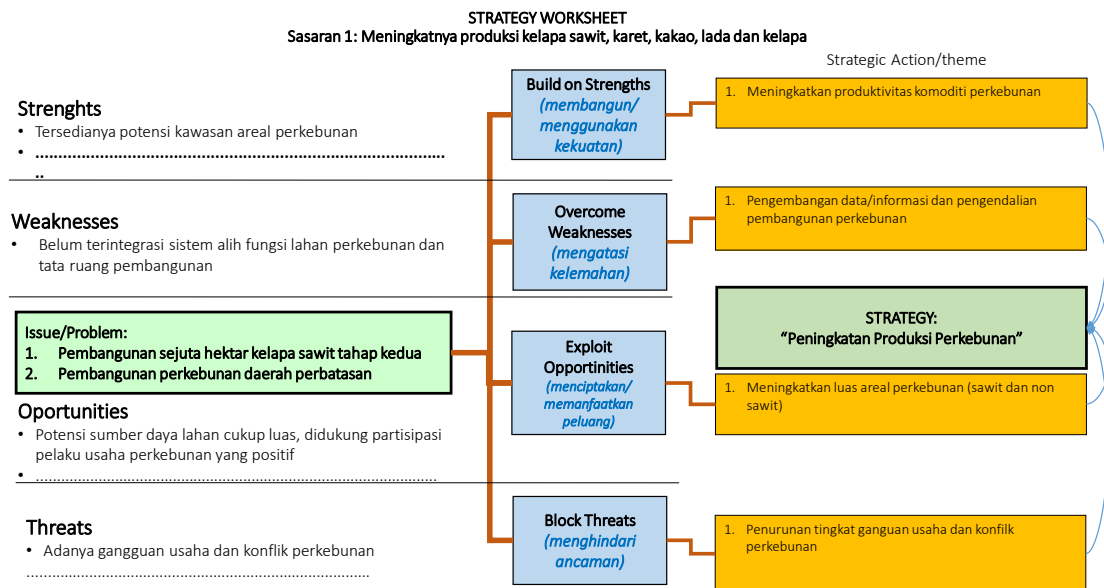 STRATEGY WORKSHEET
Sasaran 1: Meningkatnya produksi kelapa sawit, karet, kakao, lada dan kelapa
Strenghts
• Tersedianya potensi kawasan areal perkebunan
• ........................................................................................
..
Weaknesses
• Belum terintegrasi sistem alih fungsi lahan perkebunan dan
tata ruang pembangunan
Issue/Problem:
1. Pembangunan sejuta hektar kelapa sawit tahap kedua
2. Pembangunan perkebunan daerah perbatasan
Oportunities
• Potensi sumber daya lahan cukup luas, didukung partisipasi
pelaku usaha perkebunan yang positif
• ........................................................................................
Threats
• Adanya gangguan usaha dan konflik perkebunan
...........................................................................
Build on Strengths
(membangun/
menggunakan
kekuatan)
Overcome
Weaknesses
(mengatasi
kelemahan)
Exploit
Opportinities
(menciptakan/
memanfaatkan
peluang)
Block Threats
(menghindari
ancaman)
Strategic Action/theme
1. Meningkatkan produktivitas komoditi perkebunan
1. Pengembangan data/informasi dan pengendalian
pembangunan perkebunan
STRATEGY:
“Peningkatan Produksi Perkebunan”
1. Meningkatkan luas areal perkebunan (sawit dan non
sawit)
1. Penurunan tingkat ganguan usaha dan konfilk
perkebunan